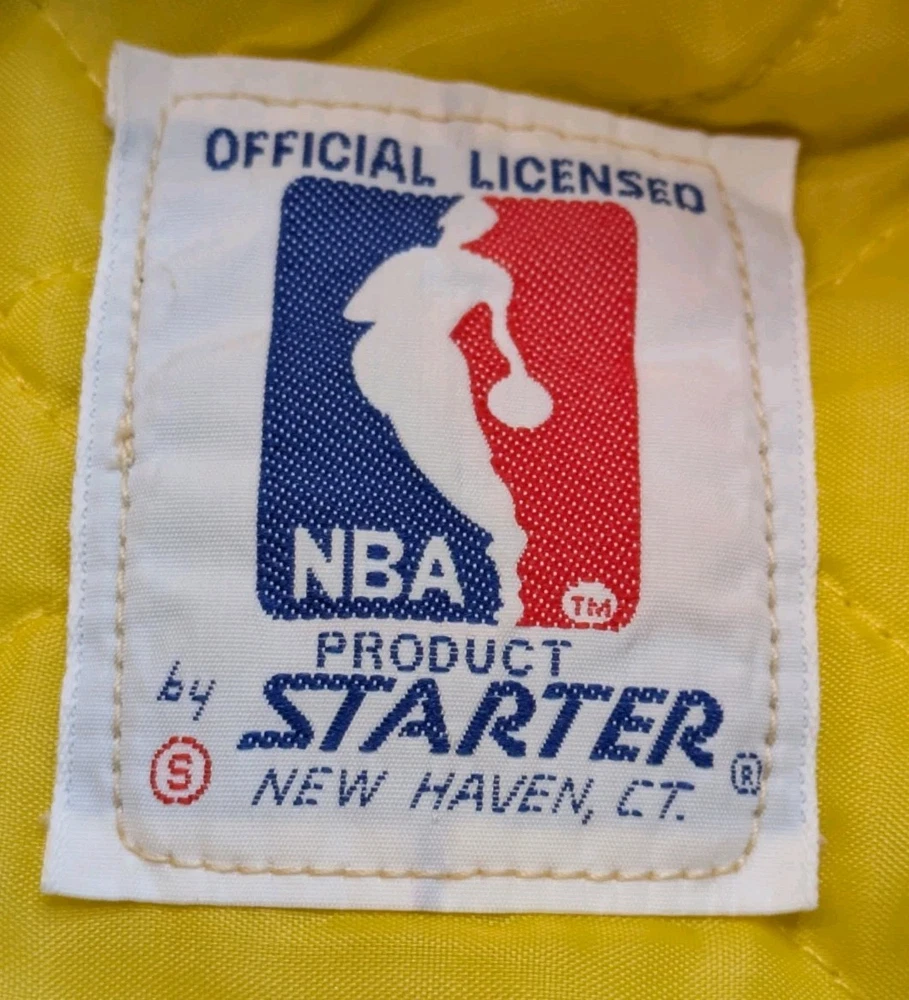 OFFICIAL LICENSED
NBA
TM
PRODUCT
by STARTER ®
S NEW HAVEN, CT.